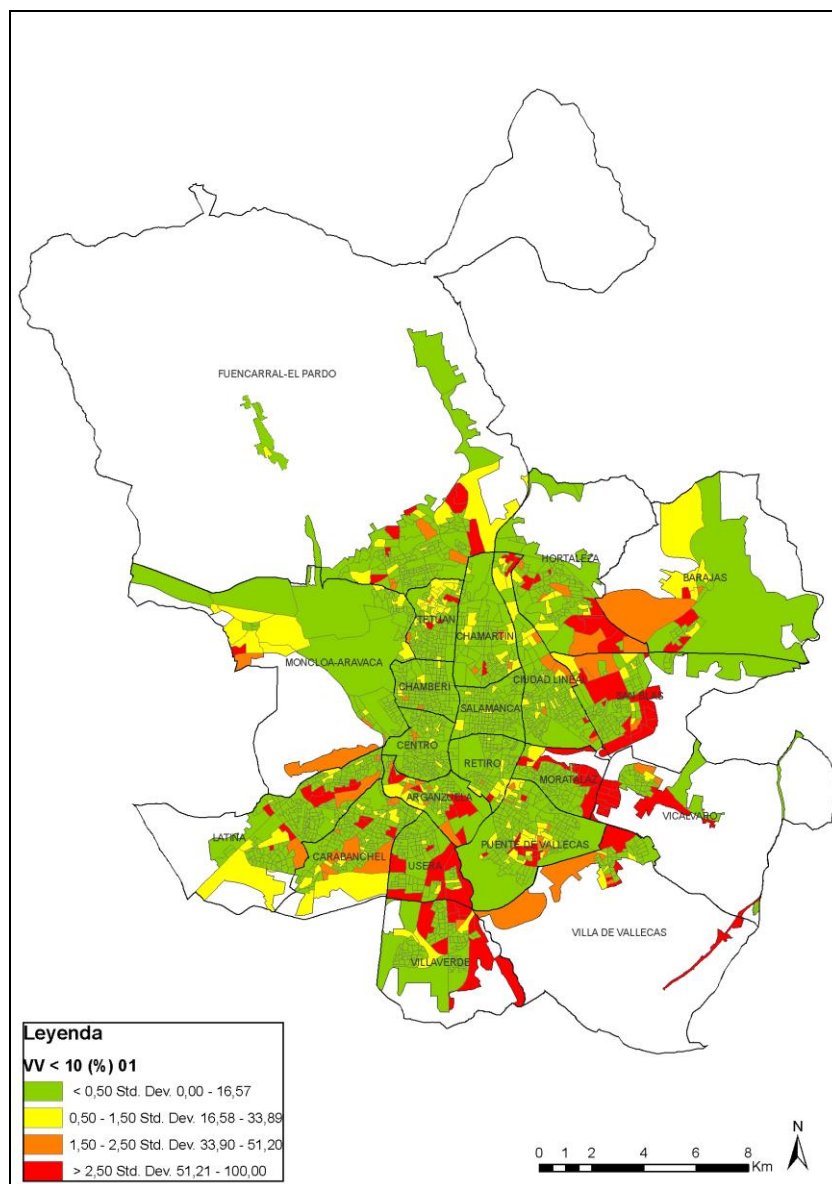 FUENCARRAL-EL PARDO
HORTALEZA
BARAJAS
TETUAN
CHAMARTIN
MONCLOA-ARAVACA
CHAMBERI
CIUDAD LINEAL
SAN BLAS
SALAMANCA
CENTRO
RETIRO
MORATALAZ
ARGANZUELA
VICALVARO
LATINA
PUENTE DE VALLECAS
CARABANCHEL
USERA
VILLA DE VALLECAS
VILLAVERDE
Leyenda
VV < 10 (%) 01
< 0,50 Std. Dev. 0,00 - 16,57
0,50 - 1,50 Std. Dev. 16,58 - 33,89
1,50 - 2,50 Std. Dev. 33,90 - 51,20
> 2,50 Std. Dev. 51,21 - 100,00
N
0 2 4 6 8
Km